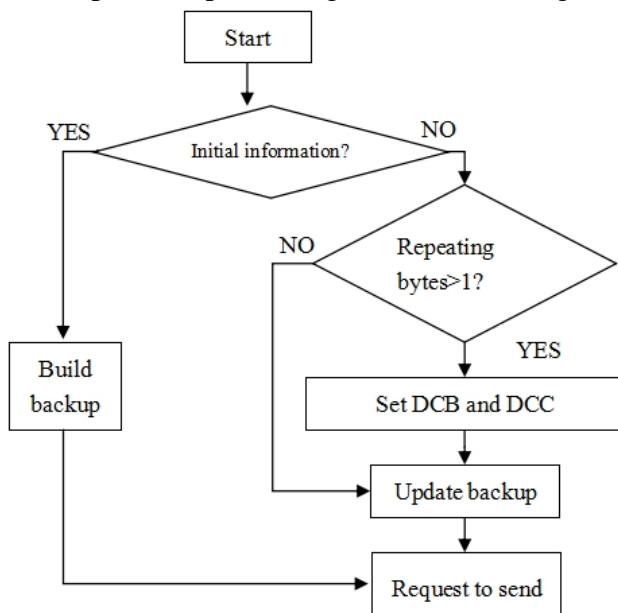 Start
YES
NO
Initial information?
NO
Repeating
bytes>1?
YES
Build
backup
Set DCB and DCC
Update backup
Request to send